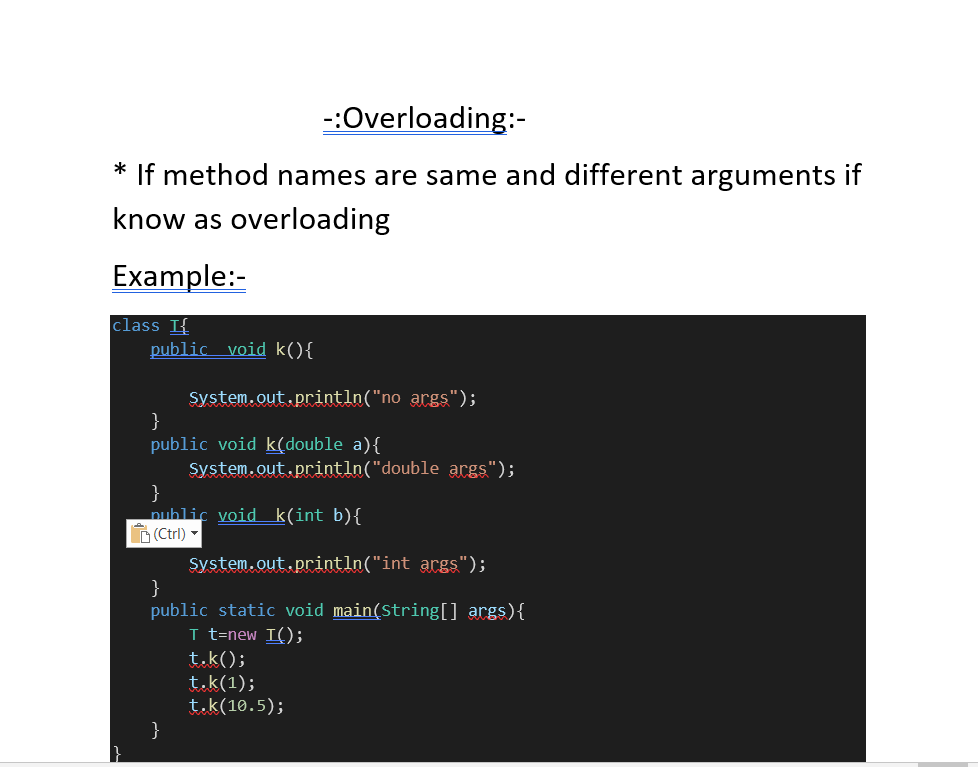 -:Overloading:-
* If method names are same and different arguments if
know as overloading
Example:-
class T{
public  void k(){
System.out.println("no args");
}
public void k(double a){
System.out.println("double args");
}
public void  k(int b){
(Ctrl)
System.out.println("int args");
}
public static void main(String[] args){
T t=new T();
t.k();
t.k(1);
t.k(10.5);
}
}